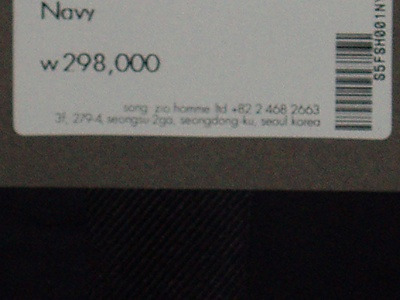 Navy
w 298,000
song zio homme ltd +82 2 468 2663
3f, 279-4, seongsu-2ga, seongdong-ku, seoul korea